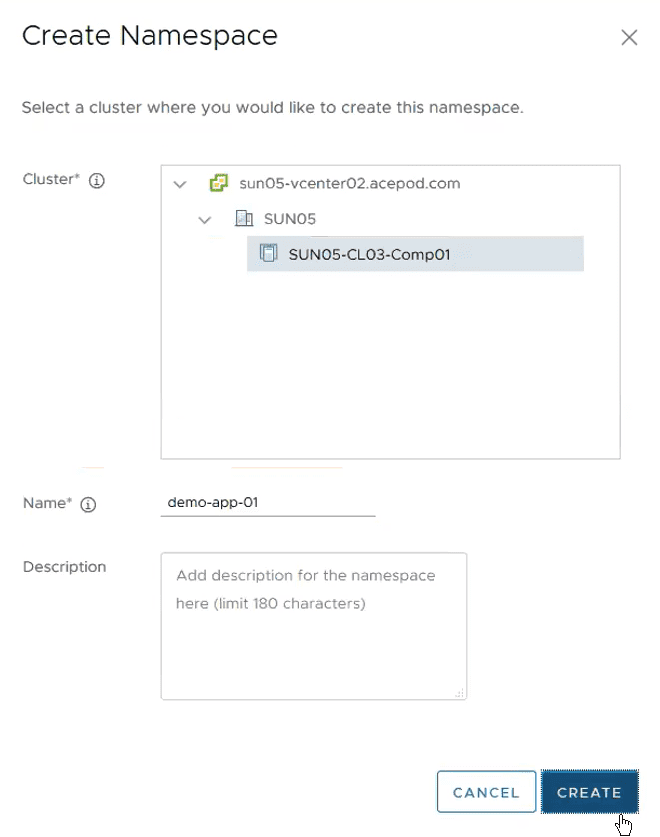 Create Namespace
Select a cluster where you would like to create this namespace.
Cluster*
sun05-vcenter02.acepod.com
SUN05
SUN05-CL03-Comp01
Name*
demo-app-01
Description
Add description for the namespace
here (limit 180 characters)
CANCEL
CREATE